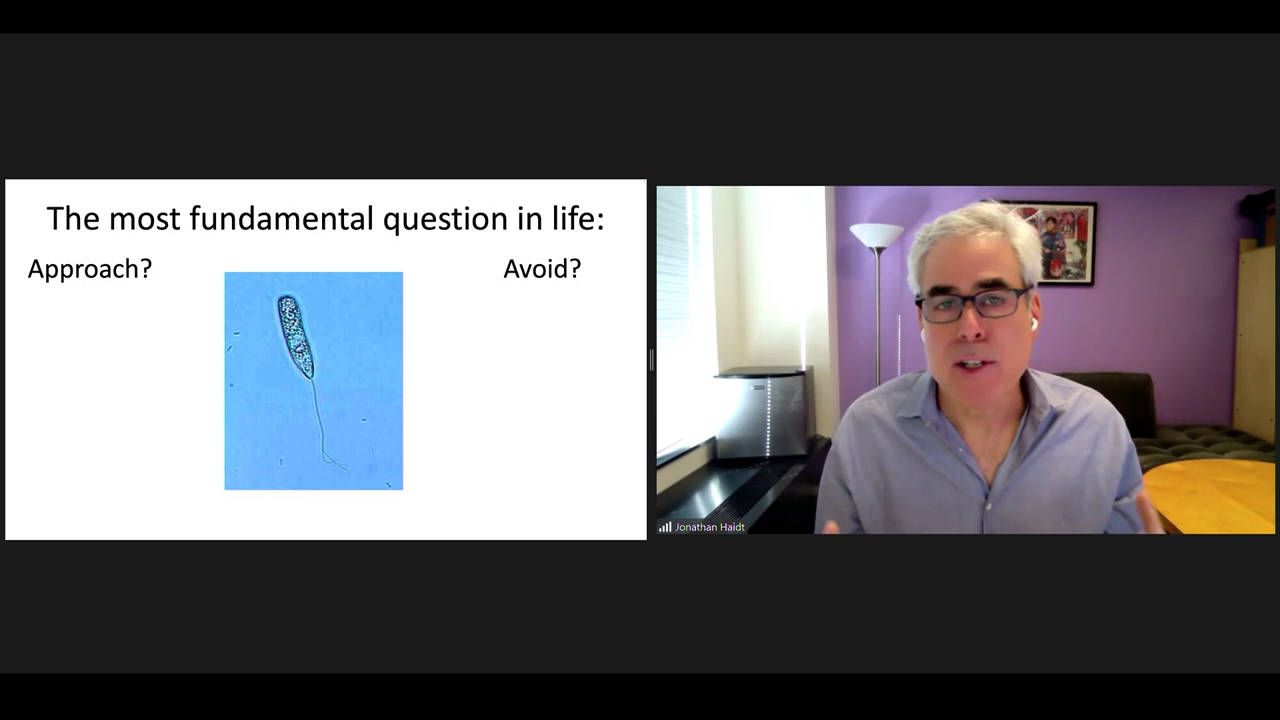 The most fundamental question in life:
Approach?
Avoid?
Jonathan Haidt